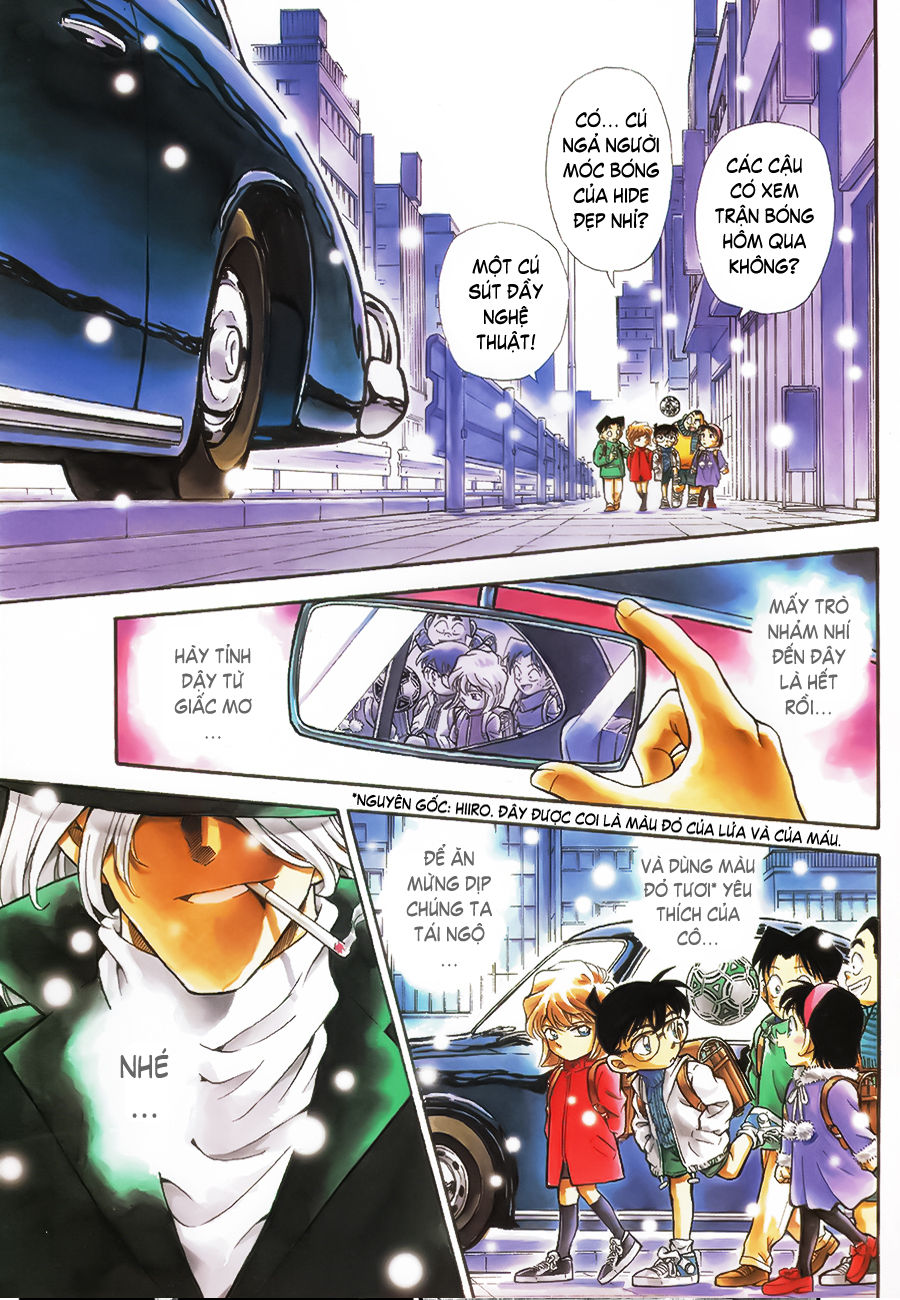 CÁC CẬU
CÓ XEM
TRẬN BÓNG
HÔM QUA
KHÔNG?
CÓ... CÚ
NGẢ NGƯỜI
MÓC BÓNG
CỦA HIDE
ĐẸP NHỈ?
MỘT CÚ
SÚT ĐẦY
NGHỆ
THUẬT!
MẤY TRÒ
NHẢM NHÍ
ĐẾN ĐÂY
LÀ HẾT
RỒI...
HÃY TỈNH
DẬY TỪ
GIẤC MƠ
...
*NGUYÊN GỐC: HIIRO. ĐÂY ĐƯỢC COI LÀ MÀU ĐỎ CỦA LỬA VÀ CỦA MÁU.
VÀ DÙNG MÀU
ĐỎ TƯƠI* YÊU
THÍCH CỦA
CÔ...
ĐỂ ĂN
MỪNG DỊP
CHÚNG TA
TÁI NGỘ
...
NHÉ
...